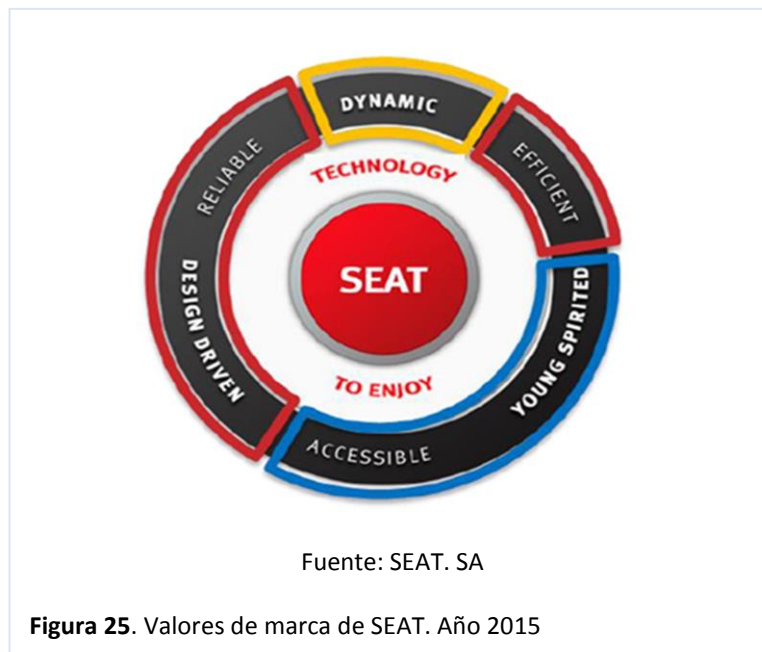 DYNAMIC
EFFICIENT
RELIABLE
TECHNOLOGY
SEAT
TO ENJOY
DESIGN DRIVEN
YOUNG SPIRITED
ACCESSIBLE
Fuente: SEAT. SA
Figura 25. Valores de marca de SEAT. Año 2015